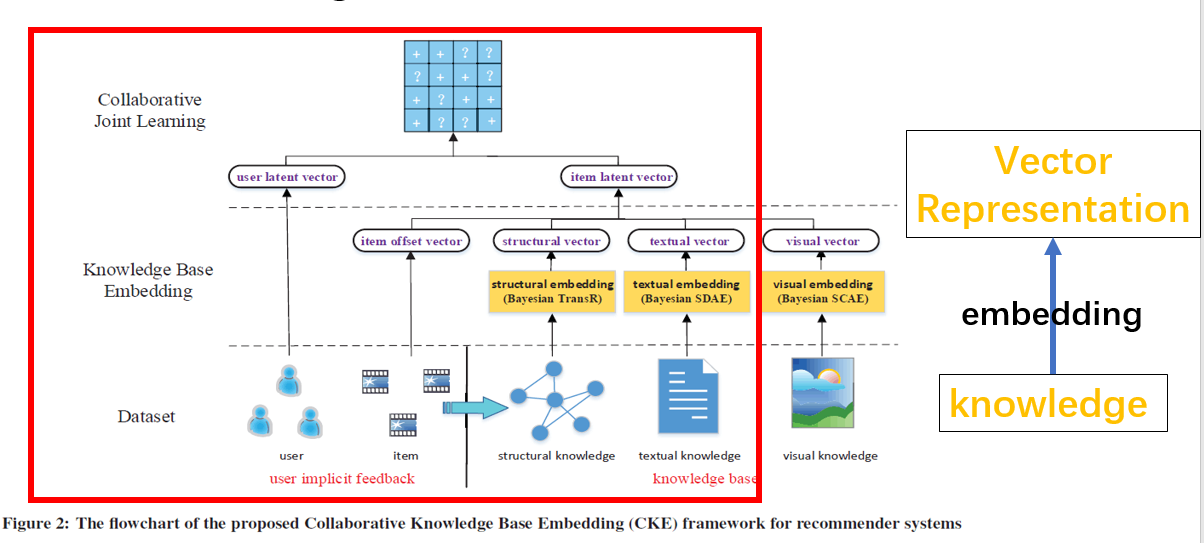 + + ? ?
? + + ?
+ ? + +
+ ? ? +
Collaborative
Joint Learning
user latent vector
item latent vector
Vector
Representation
item offset vector
structural vector
textual vector
visual vector
Knowledge Base
Embedding
structural embedding
(Bayesian TransR)
textual embedding
(Bayesian SDAE)
visual embedding
(Bayesian SCAE)
embedding
knowledge
Dataset
user
item
structural knowledge
textual knowledge
visual knowledge
user implicit feedback
knowledge base
Figure 2: The flowchart of the proposed Collaborative Knowledge Base Embedding (CKE) framework for recommender systems